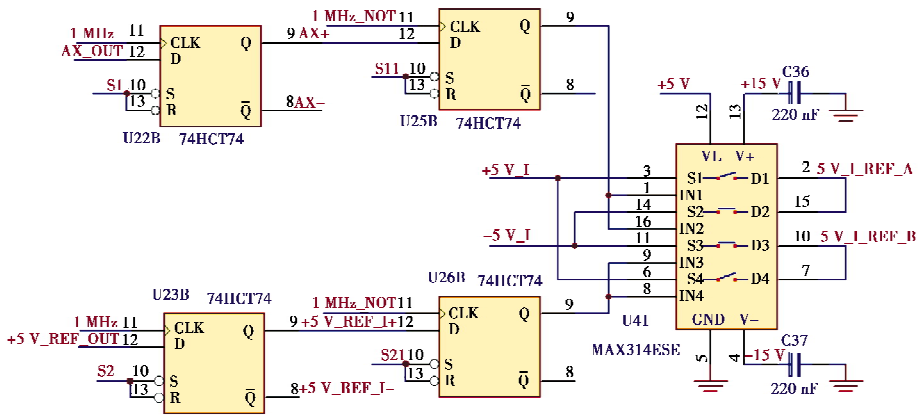 1 MHz 11 CLK Q 9 AX+
AX_OUT 12 D
S1 10 S
13 R Q 8 AX−
U22B 74HCT74
1 MHz_NOT 11 CLK Q 9
12 D
S11 10 S
13 R Q 8
U25B 74HCT74
+5 V 12 VL
+15 V 13 V+
C36
220 nF
+5 V_I 3 S1 D1 2 5 V_I_REF_A
1 IN1
14 S2 D2 15
16 IN2
−5 V_I 11 S3 D3 10 5 V_I_REF_B
9 IN3
6 S4 D4 7
8 IN4
U41 GND V−
MAX314ESE
5 4 −15 V
C37
220 nF
U23B 74HCT74
1 MHz 11 CLK Q 9 +5 V_REF_I+
+5 V_REF_OUT 12 D
S2 10 S
13 R Q 8 +5 V_REF_I−
U26B 74HCT74
1 MHz_NOT 11 CLK Q 9
12 D
S21 10 S
13 R Q 8